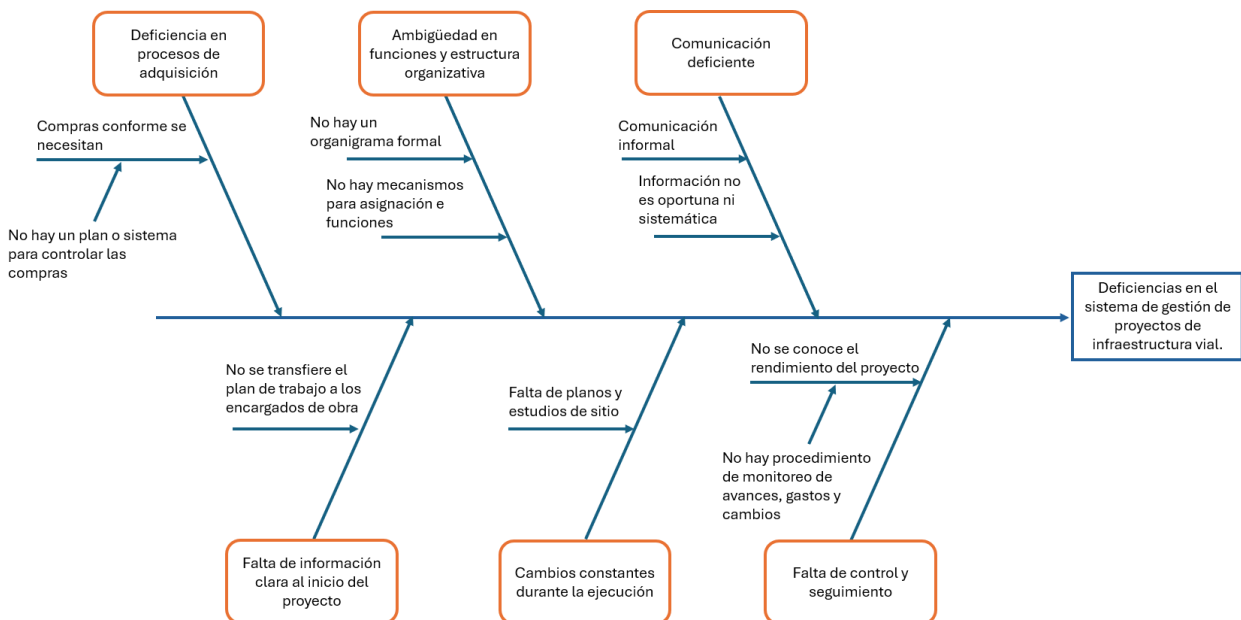 Deficiencia en
procesos de
adquisición
Ambigüedad en
funciones y estructura
organizativa
Comunicación
deficiente
Compras conforme se
necesitan
No hay un plan o sistema
para controlar las
compras
No hay un
organigrama formal
No hay mecanismos
para asignación e
funciones
Comunicación
informal
Información no
es oportuna ni
sistemática
Deficiencias en el
sistema de gestión de
proyectos de
infraestructura vial.
No se transfiere el
plan de trabajo a los
encargados de obra
Falta de planos y
estudios de sitio
No se conoce el
rendimiento del proyecto
No hay procedimiento
de monitoreo de
avances, gastos y
cambios
Falta de información
clara al inicio del
proyecto
Cambios constantes
durante la ejecución
Falta de control y
seguimiento